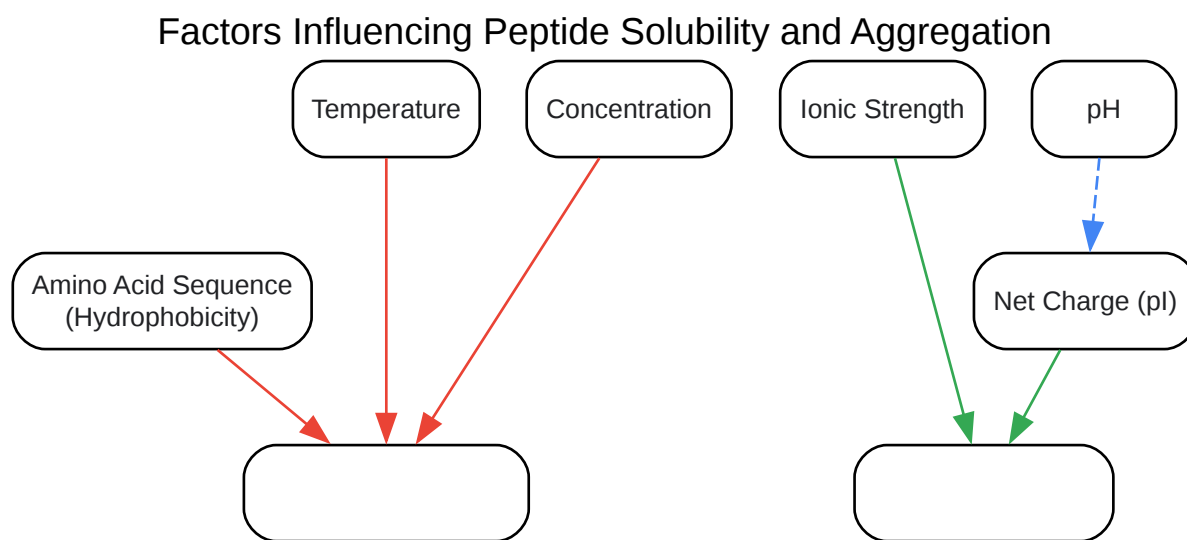 Factors Influencing Peptide Solubility and Aggregation
Temperature
Concentration
Ionic Strength
pH
Amino Acid Sequence
(Hydrophobicity)
Net Charge (pI)